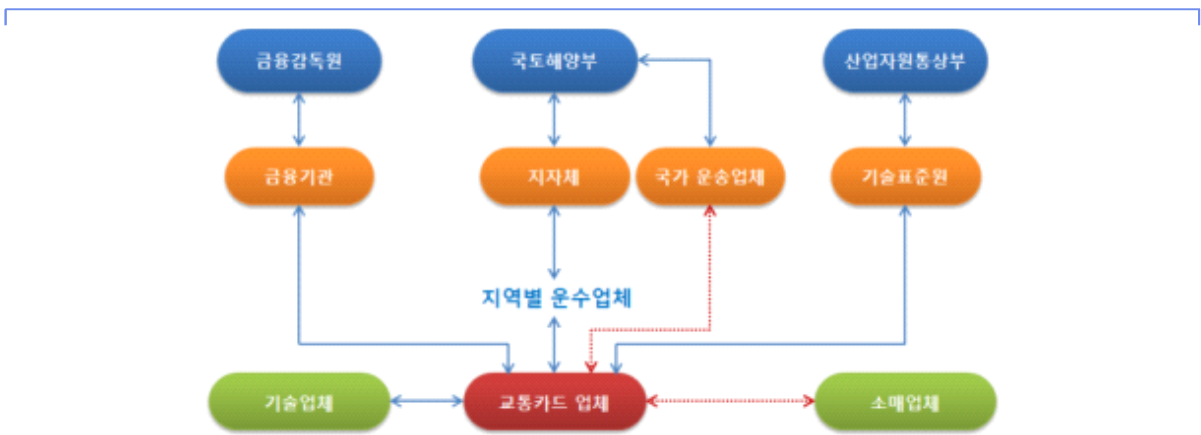 금융감독원
국토해양부
산업자원통상부
금융기관
지자체
국가 운송업체
기술표준원
지역별 운수업체
기술업체
교통카드 업체
소매업체